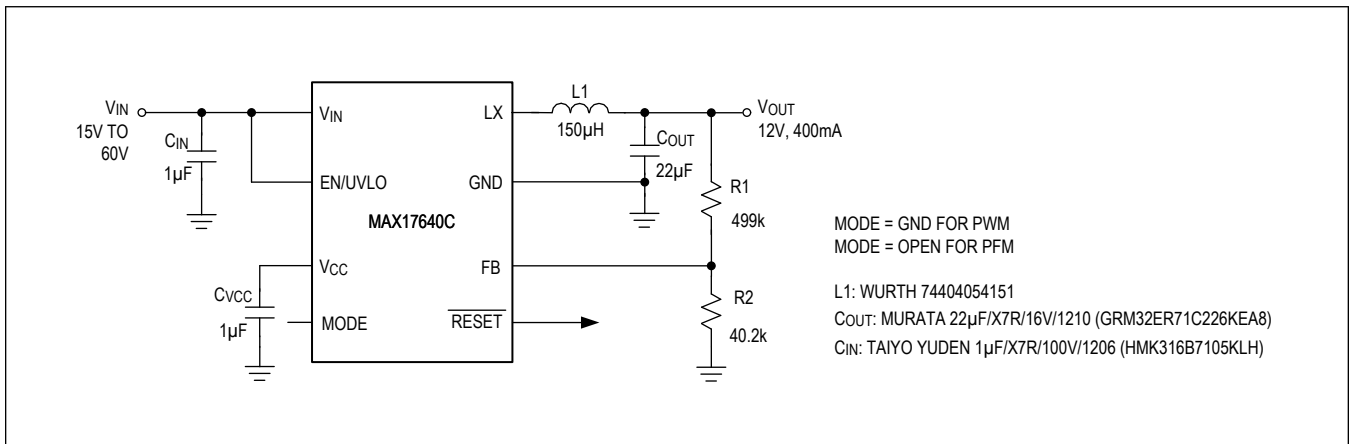 VIN
15V TO
60V
CIN
1µF
VIN
EN/UVLO
MAX17640C
VCC
CVCC
1µF
MODE
LX
GND
FB
RESET
L1
150µH
COUT
22µF
VOUT
12V, 400mA
R1
499k
R2
40.2k
MODE = GND FOR PWM
MODE = OPEN FOR PFM
L1: WURTH 74404054151
COUT: MURATA 22µF/X7R/16V/1210 (GRM32ER71C226KEA8)
CIN: TAIYO YUDEN 1µF/X7R/100V/1206 (HMK316B7105KLH)